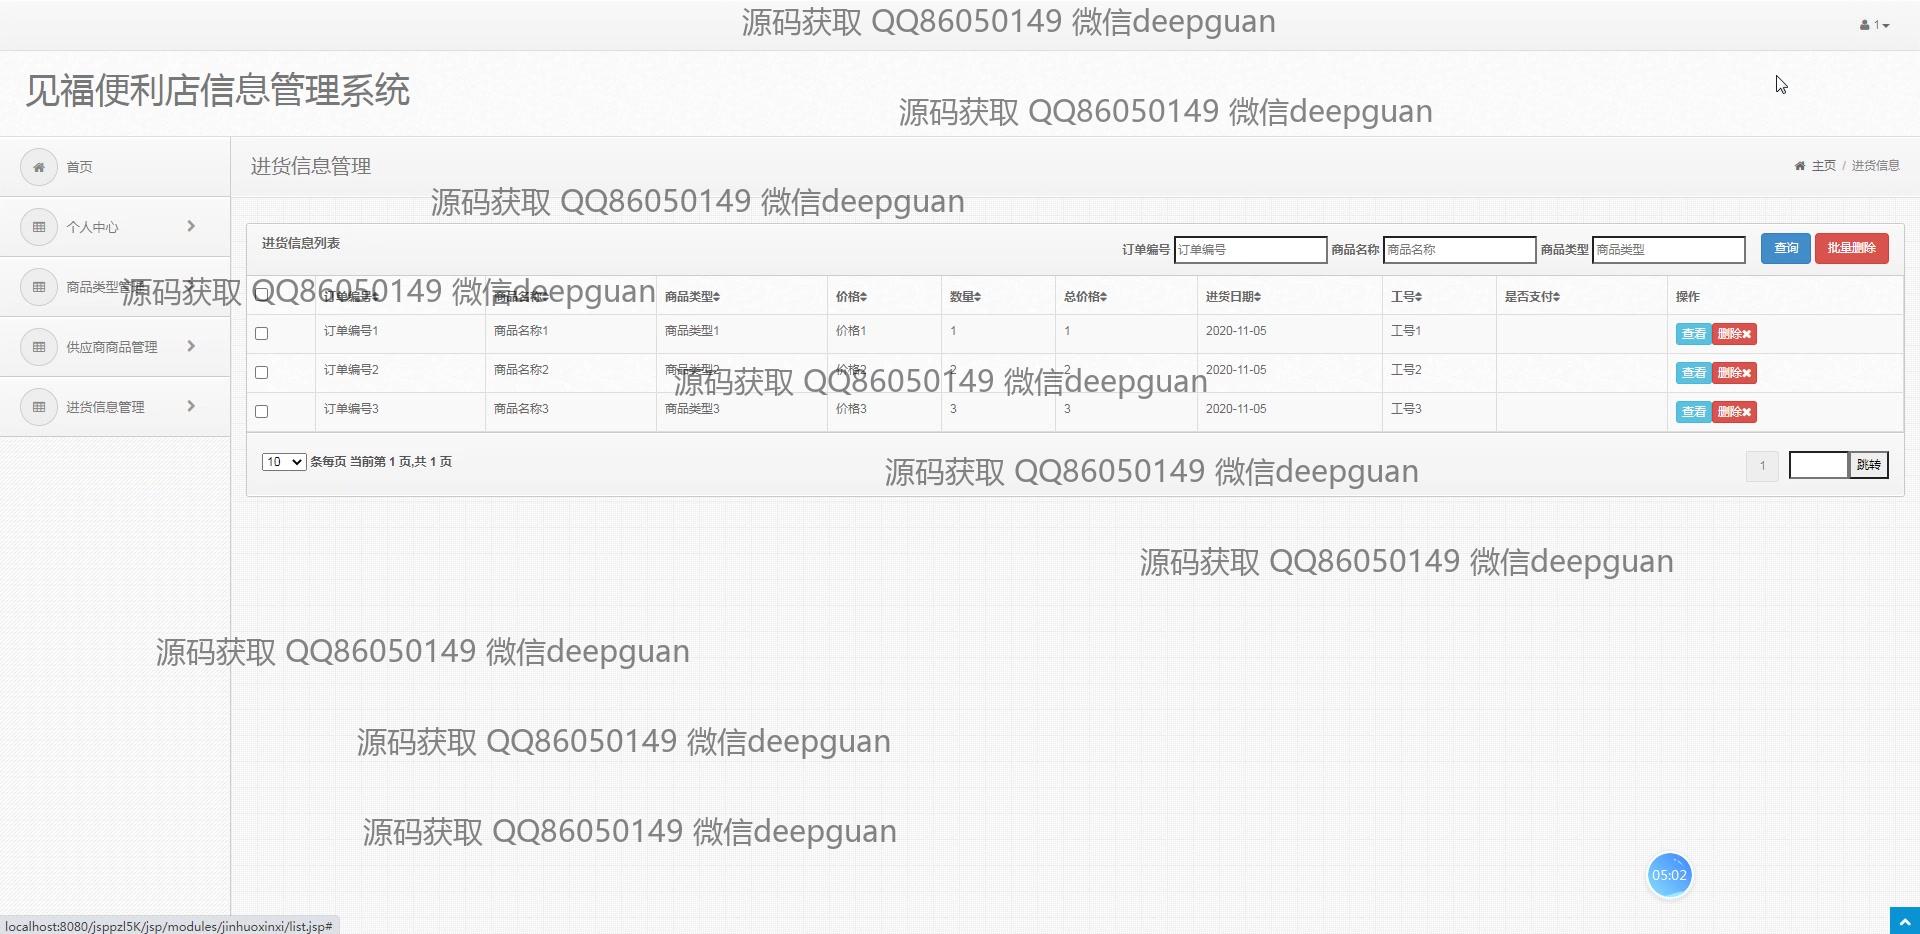 源码获取 QQ86050149 微信deepguan
1
见福便利店信息管理系统
源码获取 QQ86050149 微信deepguan
首页
进货信息管理
主页 / 进货信息
源码获取 QQ86050149 微信deepguan
个人中心
进货信息列表
订单编号 订单编号 商品名称 商品名称 商品类型 商品类型 查询 批量删除
商品类型管理
源码获取 QQ86050149 微信deepguan
订单编号 商品名称 商品类型 价格 数量 总价格 进货日期 工号 是否支付 操作
订单编号1 商品名称1 商品类型1 价格1 1 1 2020-11-05 工号1 查看 删除
供应商商品管理
订单编号2 商品名称2 商品类型2 价格2 2 2 2020-11-05 工号2 查看 删除
源码获取 QQ86050149 微信deepguan
进货信息管理
订单编号3 商品名称3 商品类型3 价格3 3 3 2020-11-05 工号3 查看 删除
10 条每页 当前第 1 页,共 1 页
1 跳转
源码获取 QQ86050149 微信deepguan
源码获取 QQ86050149 微信deepguan
源码获取 QQ86050149 微信deepguan
源码获取 QQ86050149 微信deepguan
源码获取 QQ86050149 微信deepguan
05:02
localhost:8080/jsppzl5K/jsp/modules/jinhuoxinxi/list.jsp#